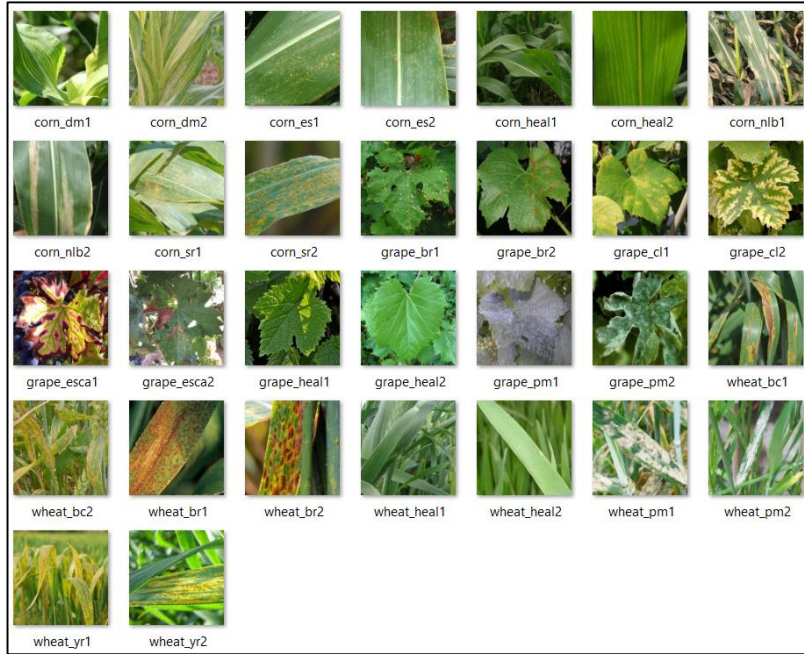 corn_dm1 corn_dm2 corn_es1 corn_es2 corn_heal1 corn_heal2 corn_nlb1
corn_nlb2 corn_sr1 corn_sr2 grape_br1 grape_br2 grape_cl1 grape_cl2
grape_esca1 grape_esca2 grape_heal1 grape_heal2 grape_pm1 grape_pm2 wheat_bc1
wheat_bc2 wheat_br1 wheat_br2 wheat_heal1 wheat_heal2 wheat_pm1 wheat_pm2
wheat_yr1 wheat_yr2